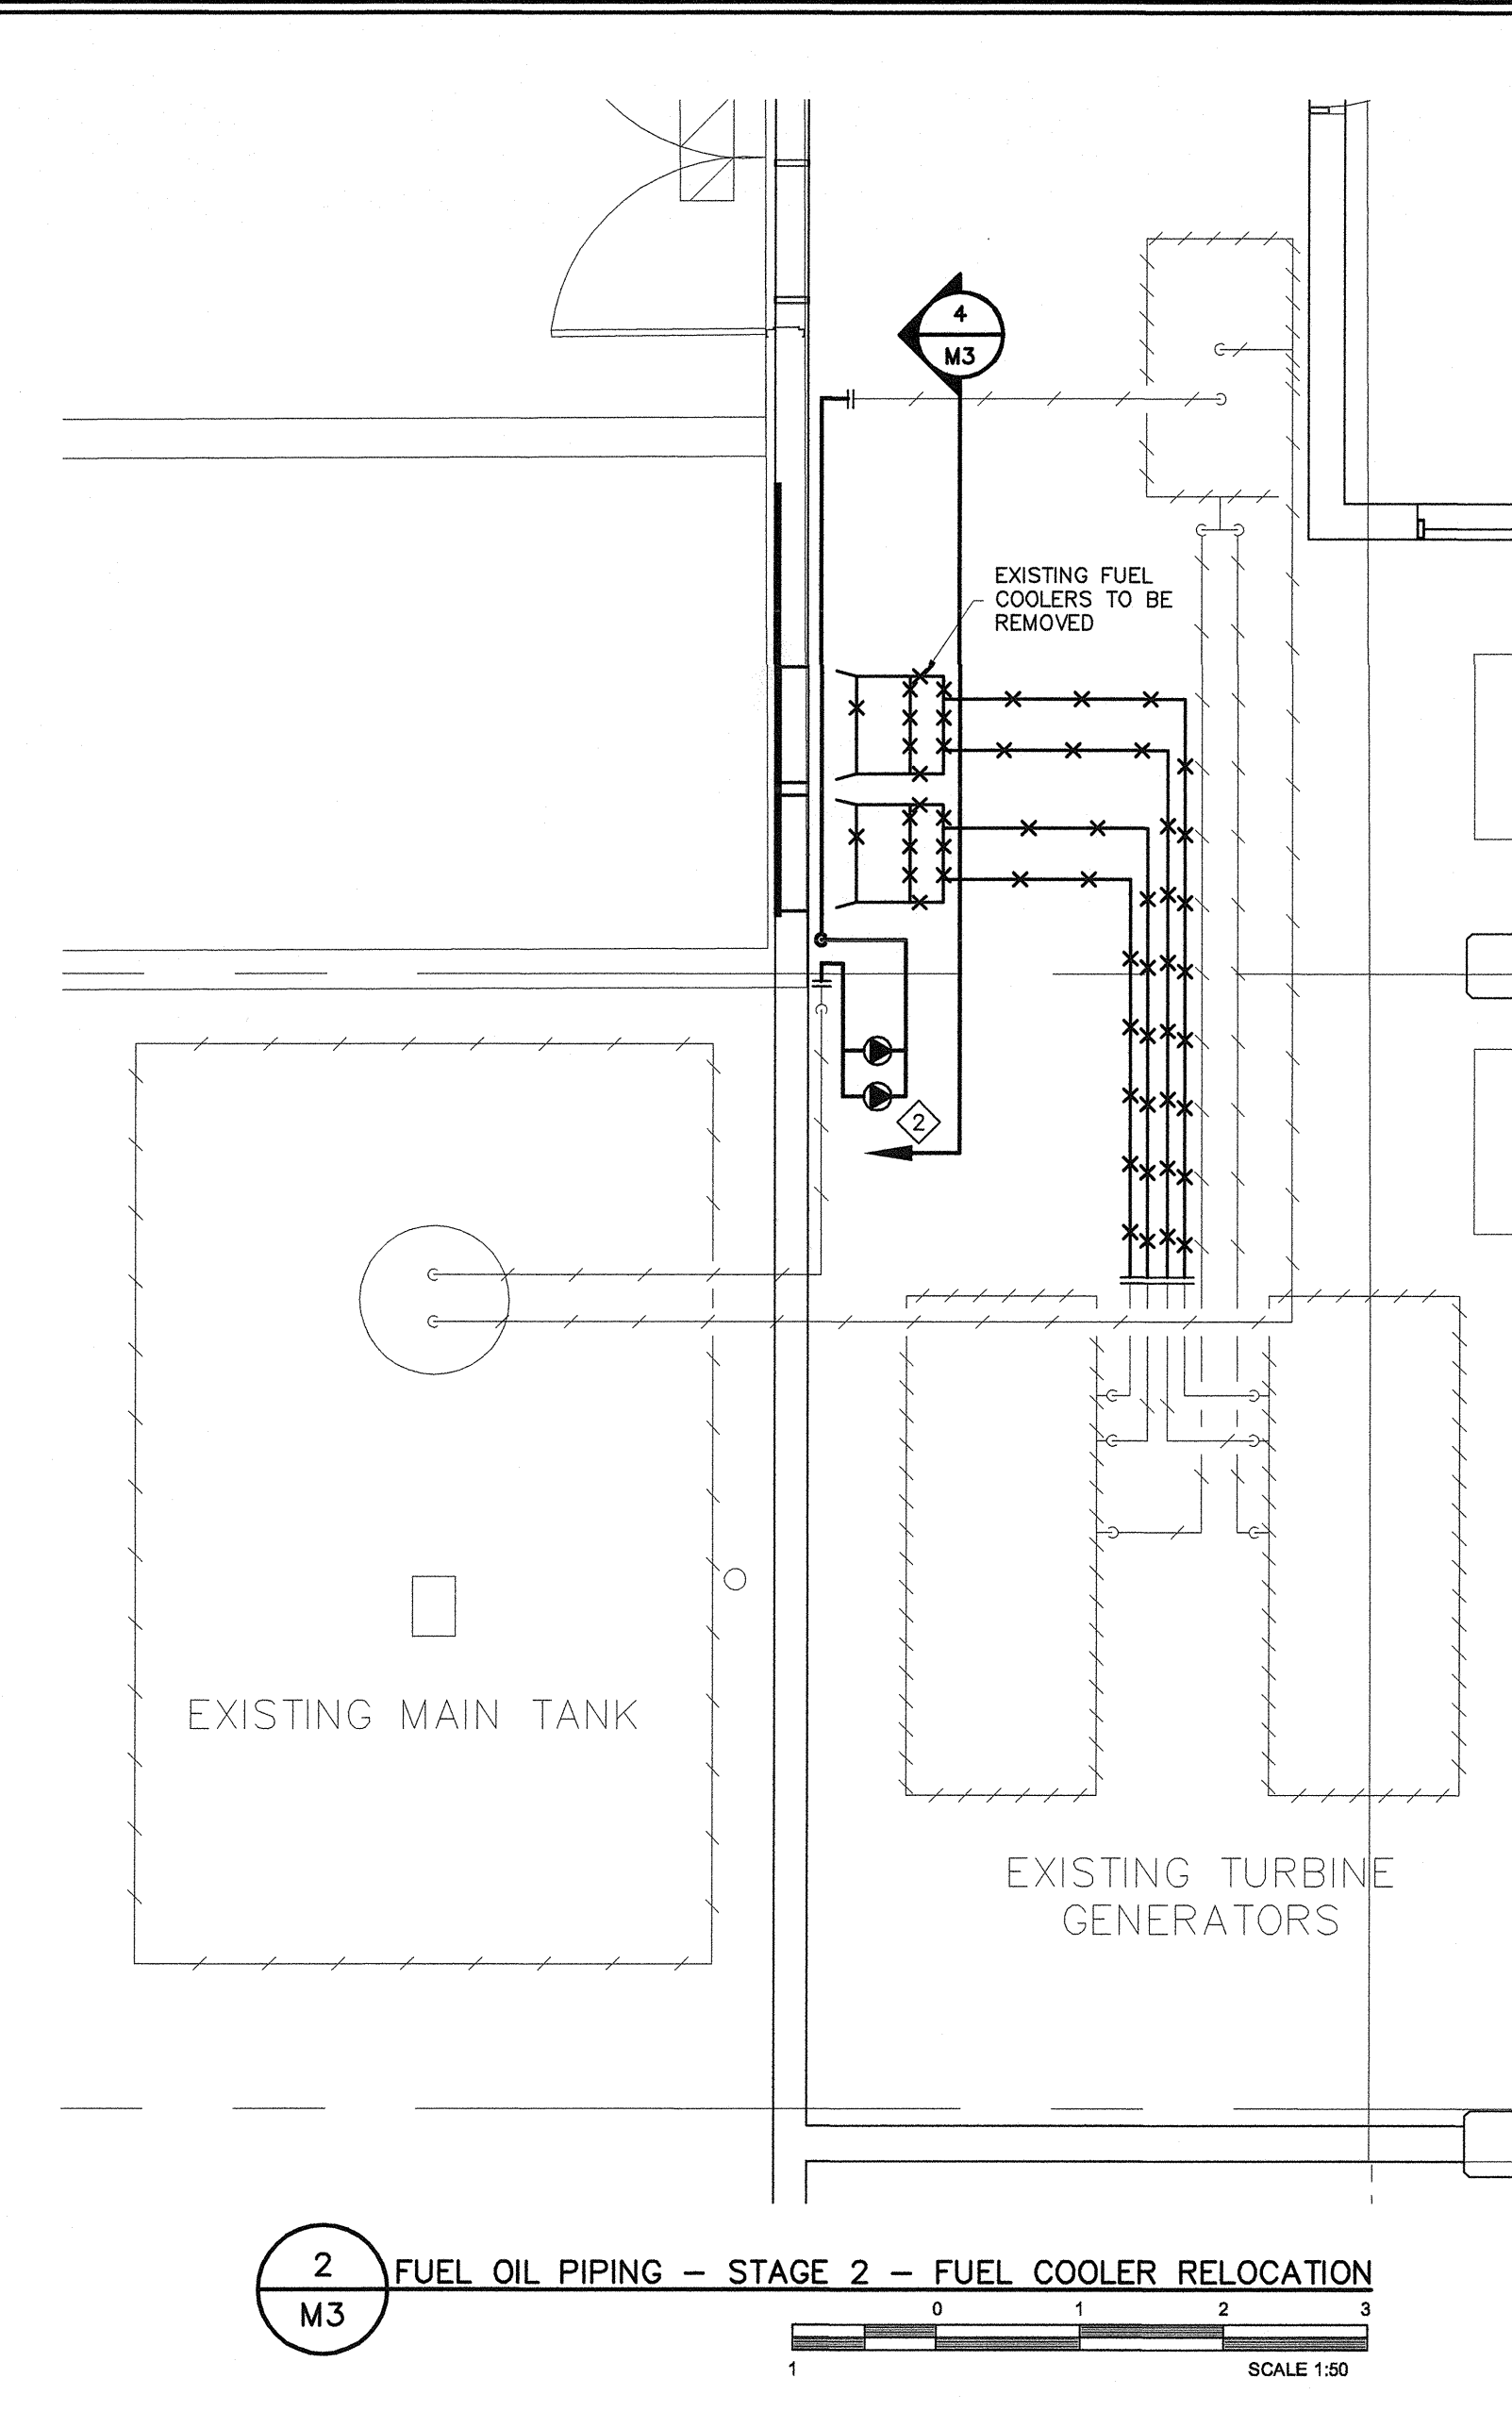 4
M3
EXISTING FUEL
COOLERS TO BE
REMOVED
2
EXISTING MAIN TANK
EXISTING TURBINE
GENERATORS
2
M3
FUEL OIL PIPING - STAGE 2 - FUEL COOLER RELOCATION
0 1 2 3
1
SCALE 1:50